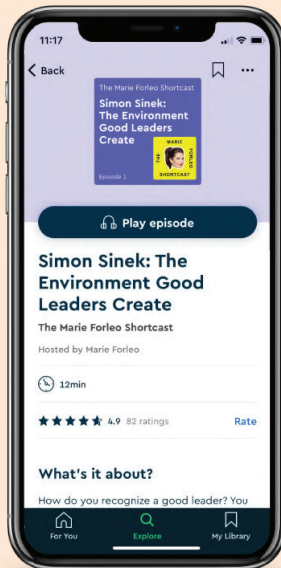 11:17
Back
The Marie Forleo Shortcast
Simon Sinek:
The Environment
Good Leaders
Create
Episode 1
THE
MARIE
FORLEO
SHORTCAST
Play episode
Simon Sinek: The
Environment Good
Leaders Create
The Marie Forleo Shortcast
Hosted by Marie Forleo
12min
4.9 82 ratings
Rate
What's it about?
How do you recognize a good leader? You
For You
Explore
My Library